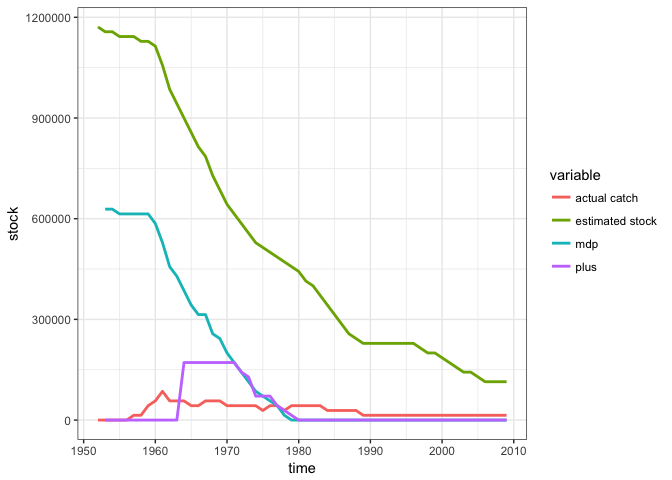 1200000
900000
600000
300000
0
stock
1950
1960
1970
1980
1990
2000
2010
time
variable
actual catch
estimated stock
mdp
plus